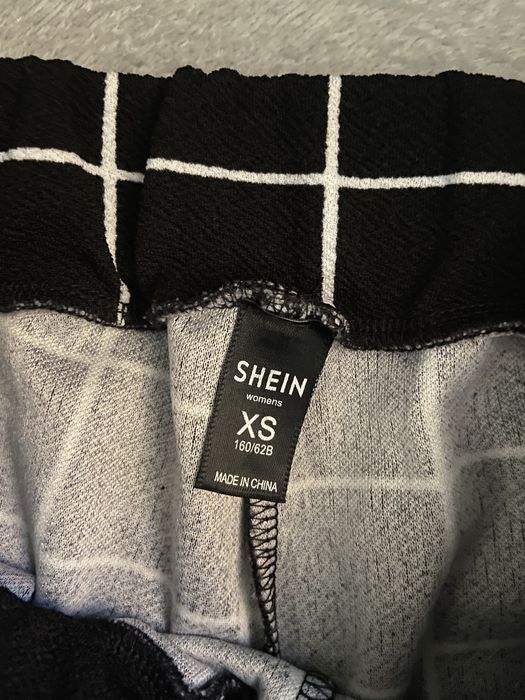 SHEIN
womens
XS
160/62B
MADE IN CHINA